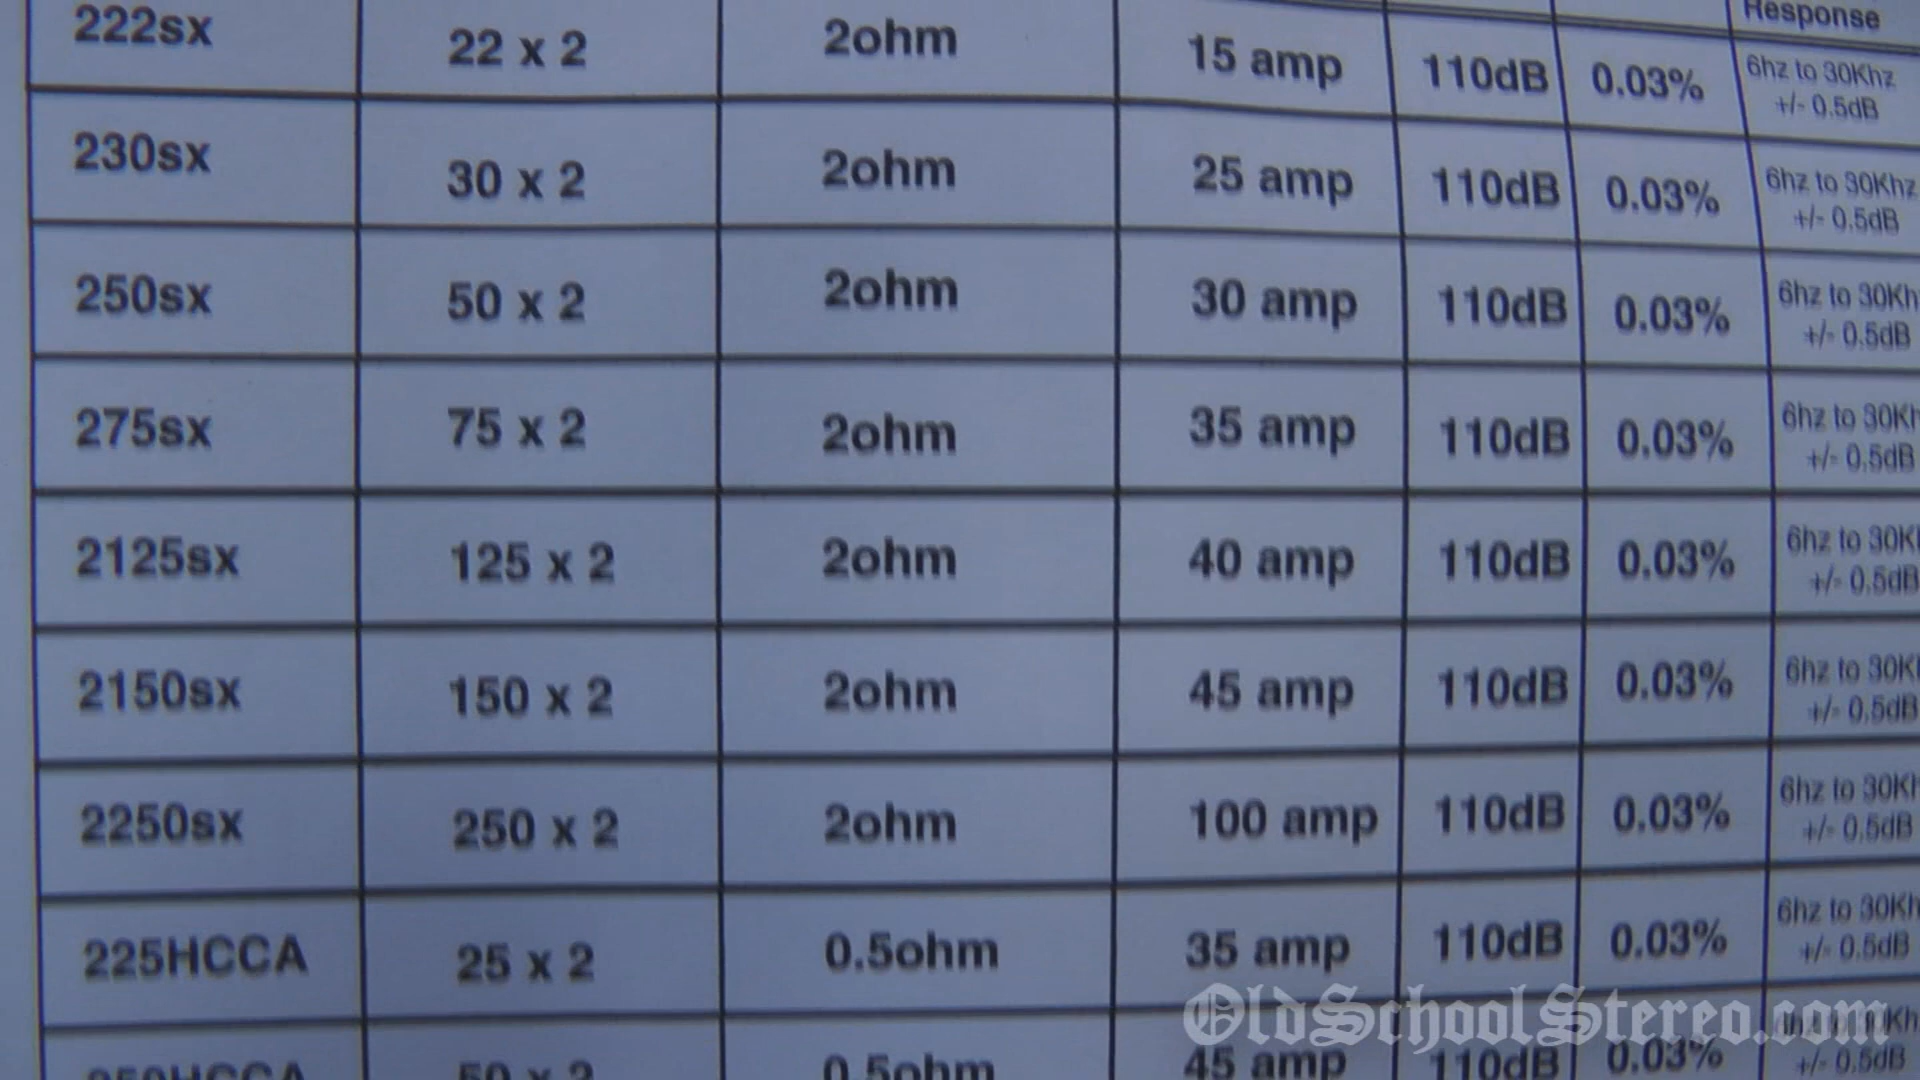 Response
222sx 22 x 2 2ohm 15 amp 110dB 0.03% 6hz to 30Khz
+/- 0.5dB
230sx 30 x 2 2ohm 25 amp 110dB 0.03% 6hz to 30Khz
+/- 0.5dB
250sx 50 x 2 2ohm 30 amp 110dB 0.03% 6hz to 30Kh
+/- 0.5dB
275sx 75 x 2 2ohm 35 amp 110dB 0.03% 6hz to 30Kh
+/- 0.5dB
2125sx 125 x 2 2ohm 40 amp 110dB 0.03% 6hz to 30K
+/- 0.5dB
2150sx 150 x 2 2ohm 45 amp 110dB 0.03% 6hz to 30K
+/- 0.5dB
2250sx 250 x 2 2ohm 100 amp 110dB 0.03% 6hz to 30Kh
+/- 0.5dB
225HCCA 25 x 2 0.5ohm 35 amp 110dB 0.03% 6hz to 30Kh
+/- 0.5dB
250HCCA 50 x 2 0.5ohm 45 amp 110dB 0.03%
+/- 0.5dB
OldSchoolStereo.com